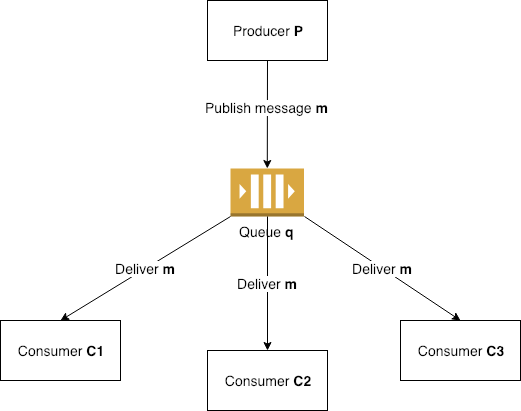 Producer P
Publish message m
Queue q
Deliver m
Deliver m
Deliver m
Consumer C1
Consumer C2
Consumer C3